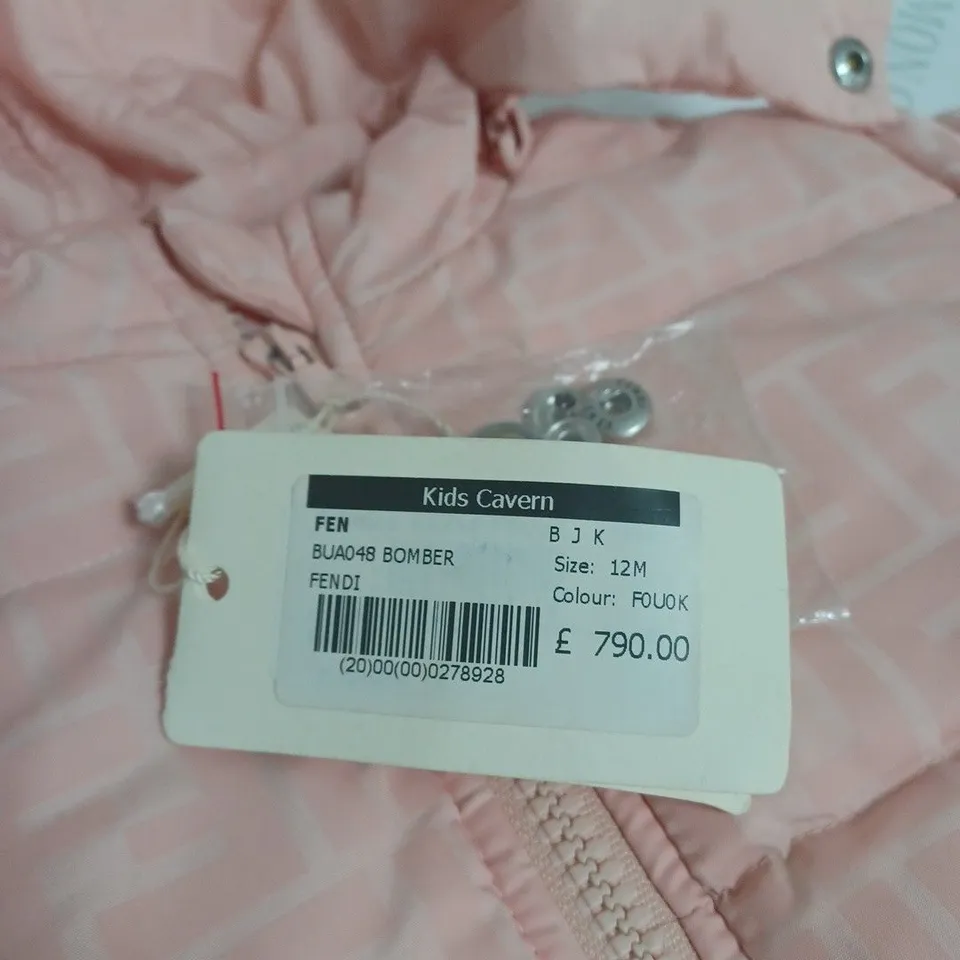 Kids Cavern
FEN
B J K
BUA048 BOMBER
Size: 12M
FENDI
Colour: F0U0K
£ 790.00
(20)00(00)0278928